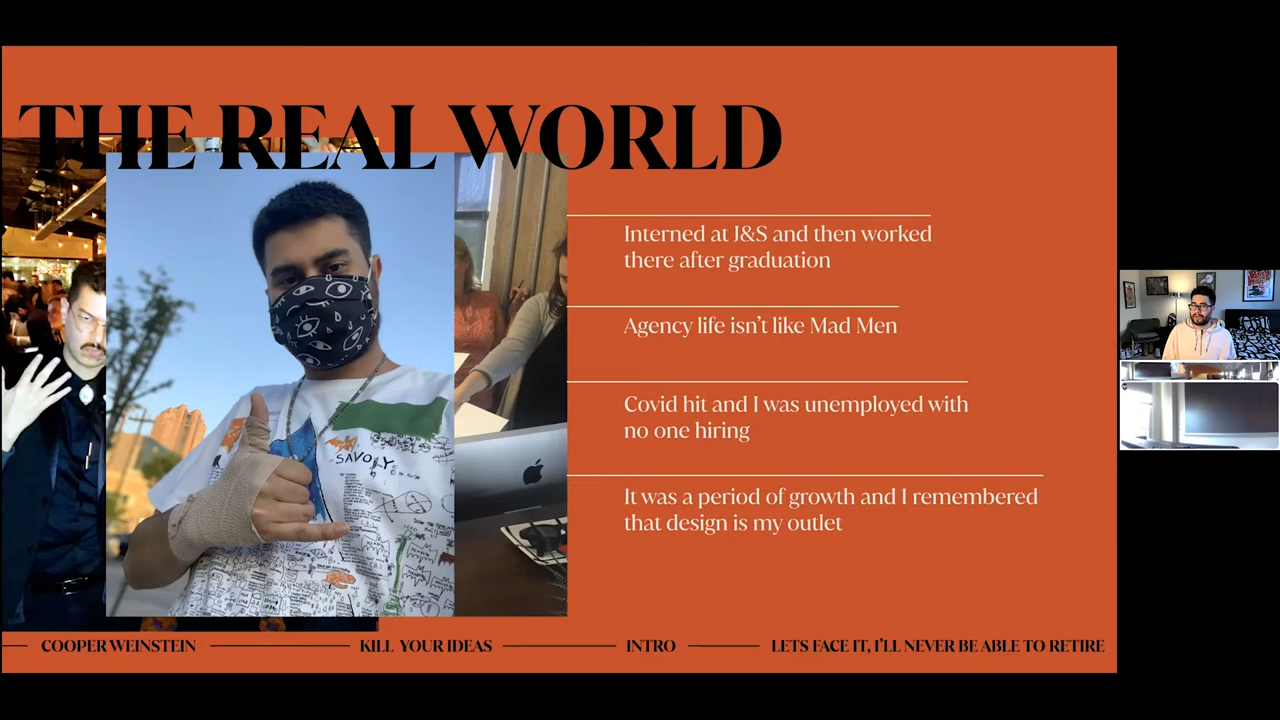 THE REAL WORLD
Interned at J&S and then worked
there after graduation
Agency life isn't like Mad Men
Covid hit and I was unemployed with
no one hiring
It was a period of growth and I remembered
that design is my outlet
SAVORY
COOPER WEINSTEIN
KILL YOUR IDEAS
INTRO
LETS FACE IT, I'LL NEVER BE ABLE TO RETIRE